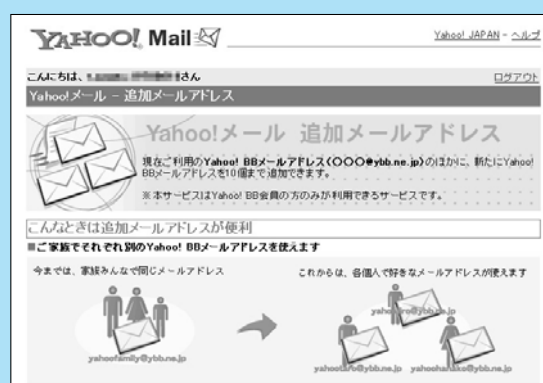 YAHOO! Mail
Yahoo! JAPAN - ヘルプ
こんにちは、さん
ログアウト
Yahoo!メール - 追加メールアドレス
Yahoo!メール 追加メールアドレス
現在ご利用のYahoo! BBメールアドレス(○○○@ybb.ne.jp)のほかに、新たにYahoo!
BBメールアドレスを10個まで追加できます。
※本サービスはYahoo! BB会員の方のみが利用できるサービスです。
こんなときは追加メールアドレスが便利
■ご家族でそれぞれ別のYahoo! BBメールアドレスを使えます
今までは、家族みんなで同じメールアドレス
これからは、各個人で好きなメールアドレスが使えます
yahoofamily@ybb.ne.jp
yahootaro@ybb.ne.jp
yahoohanako@ybb.ne.jp